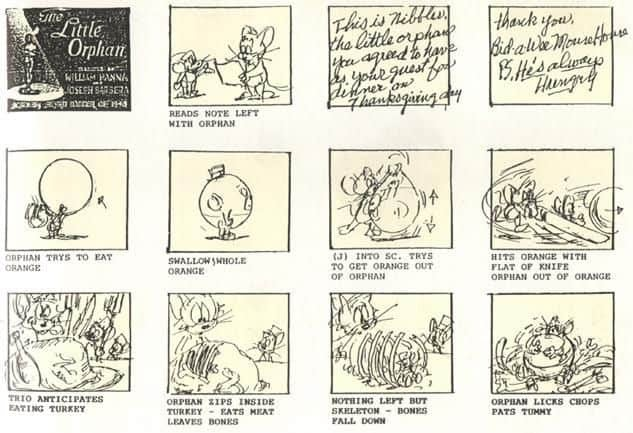 The
Little
Orphan
WILLIAM HANNA
JOSEPH BARBERA
READS NOTE LEFT
WITH ORPHAN
This is Nibbles,
the little orphan
you agreed to have
as your guest for
dinner on
Thanksgiving day
thank you,
Bid-a-Wee Mouse House
P.S. He's always
Hungry
ORPHAN TRYS TO EAT
ORANGE
SWALLOW\WHOLE
ORANGE
(J) INTO SC. TRYS
TO GET ORANGE OUT
OF ORPHAN
HITS ORANGE WITH
FLAT OF KNIFE
ORPHAN OUT OF ORANGE
TRIO ANTICIPATES
EATING TURKEY
ORPHAN ZIPS INSIDE
TURKEY - EATS MEAT
LEAVES BONES
NOTHING LEFT BUT
SKELETON - BONES
FALL DOWN
ORPHAN LICKS CHOPS
PATS TUMMY